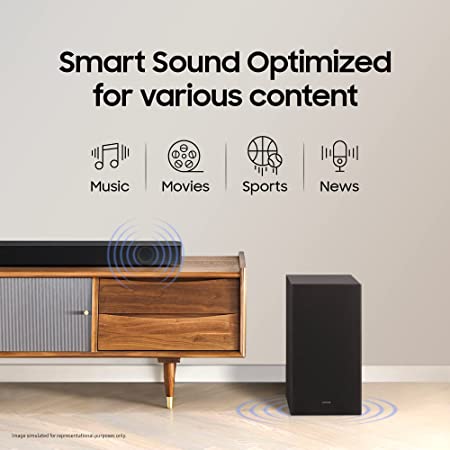 Smart Sound Optimized
for various content
Music
Movies
Sports
News
Image simulated for representational purposes only.